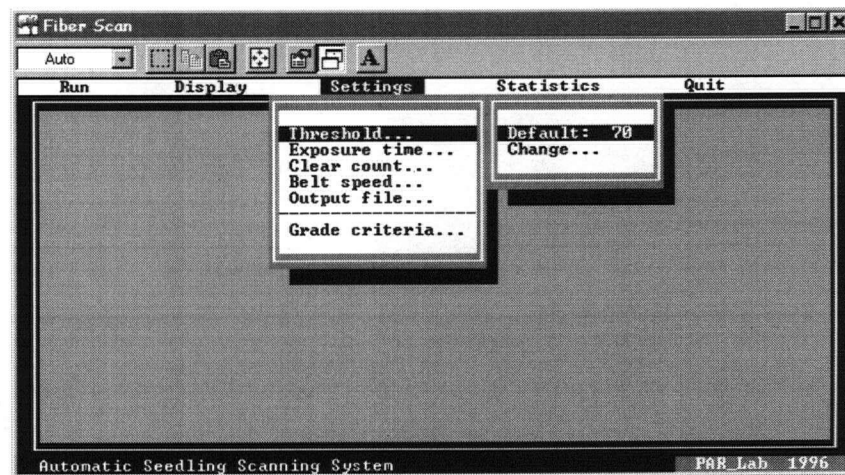 Fiber Scan
Auto
A
Run Display Settings Statistics Quit
Threshold...
Exposure time...
Clear count...
Belt speed...
Output file...
Grade criteria...
Default: 70
Change...
Automatic Seedling Scanning System PAR Lab 1996